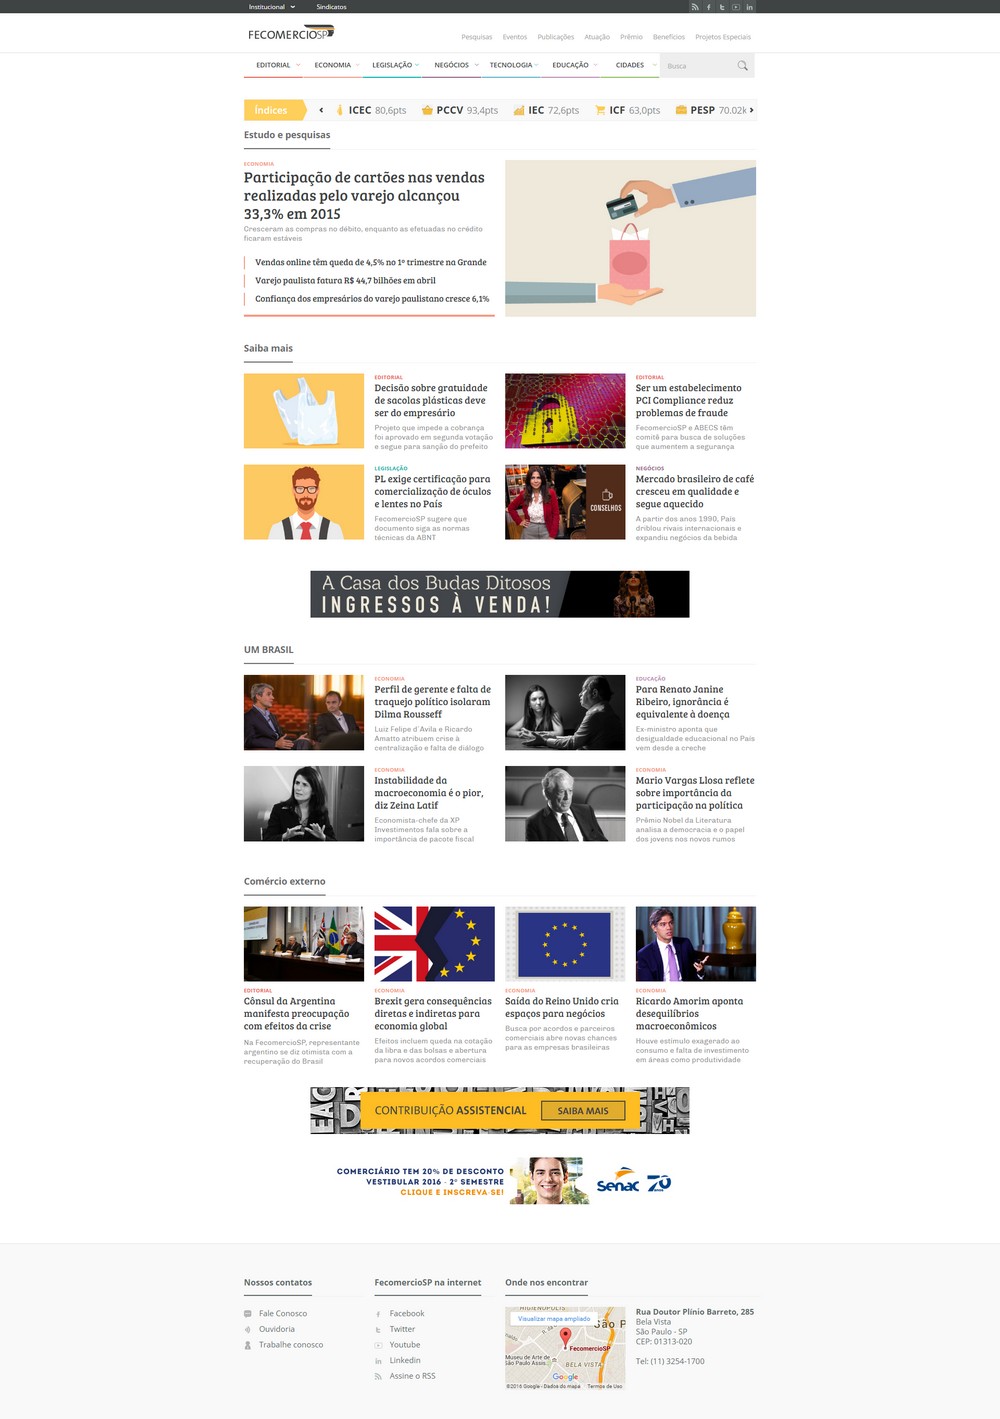 Institucional
Sindicatos
FECOMERCIOSP
Pesquisas Eventos Publicações Atuação Prêmio Benefícios Projetos Especiais
EDITORIAL ECONOMIA LEGISLAÇÃO NEGÓCIOS TECNOLOGIA EDUCAÇÃO CIDADES Busca
Índices ICEC 80,6pts PCCV 93,4pts IEC 72,6pts ICF 63,0pts PESP 70.02k
Estudo e pesquisas
ECONOMIA
Participação de cartões nas vendas
realizadas pelo varejo alcançou
33,3% em 2015
Cresceram as compras no débito, enquanto as efetuadas no crédito
ficaram estáveis
Vendas online têm queda de 4,5% no 1º trimestre na Grande
Varejo paulista fatura R$ 44,7 bilhões em abril
Confiança dos empresários do varejo paulistano cresce 6,1%
Saiba mais
EDITORIAL
Decisão sobre gratuidade
de sacolas plásticas deve
ser do empresário
Projeto que impede a cobrança
foi aprovado em segunda votação
e segue para sanção do prefeito
EDITORIAL
Ser um estabelecimento
PCI Compliance reduz
problemas de fraude
FecomercioSP e ABECS têm
comitê para busca de soluções
que aumentem a segurança
LEGISLAÇÃO
PL exige certificação para
comercialização de óculos
e lentes no País
FecomercioSP sugere que
documento siga as normas
técnicas da ABNT
CONSELHOS
NEGÓCIOS
Mercado brasileiro de café
cresceu em qualidade e
segue aquecido
A partir dos anos 1990, País
driblou rivais internacionais e
expandiu negócios da bebida
A Casa dos Budas Ditosos
INGRESSOS À VENDA!
UM BRASIL
ECONOMIA
Perfil de gerente e falta de
traquejo político isolaram
Dilma Rousseff
Luiz Felipe d'Avila e Ricardo
Amatto atribuem crise à
centralização e falta de diálogo
EDUCAÇÃO
Para Renato Janine
Ribeiro, ignorância é
equivalente à doença
Ex-ministro aponta que
desigualdade educacional no País
vem desde a creche
ECONOMIA
Instabilidade da
macroeconomia é o pior,
diz Zeina Latif
Economista-chefe da XP
Investimentos fala sobre a
importância de pacote fiscal
ECONOMIA
Mario Vargas Llosa reflete
sobre importância da
participação na política
Prêmio Nobel da Literatura
analisa a democracia e o papel
dos jovens nos novos rumos
Comércio externo
EDITORIAL
Cônsul da Argentina
manifesta preocupação
com efeitos da crise
Na FecomercioSP, representante
argentino se diz otimista com a
recuperação do Brasil
ECONOMIA
Brexit gera consequências
diretas e indiretas para
economia global
Efeitos incluem queda na cotação
da libra e das bolsas e abertura
para novos acordos comerciais
ECONOMIA
Saída do Reino Unido cria
espaços para negócios
Busca por acordos e parceiros
comerciais abre novas chances
para as empresas brasileiras
ECONOMIA
Ricardo Amorim aponta
desequilíbrios
macroeconômicos
Houve estímulo exagerado ao
consumo e falta de investimento
em áreas como produtividade
CONTRIBUIÇÃO ASSISTENCIAL SAIBA MAIS
COMERCIÁRIO TEM 20% DE DESCONTO
VESTIBULAR 2016 - 2º SEMESTRE
CLIQUE E INSCREVA-SE!
senac 70 anos
Nossos contatos
Fale Conosco
Ouvidoria
Trabalhe conosco
FecomercioSP na internet
Facebook
Twitter
Youtube
Linkedin
Assine o RSS
Onde nos encontrar
HIGIENÓPOLIS
Visualizar mapa ampliado
São P
FecomercioSP
Museu de Arte de
São Paulo Assis...
BELA VISTA
Google
©2016 Google - Dados do mapa Termos de Uso
Rua Doutor Plínio Barreto, 285
Bela Vista
São Paulo - SP
CEP: 01313-020
Tel: (11) 3254-1700